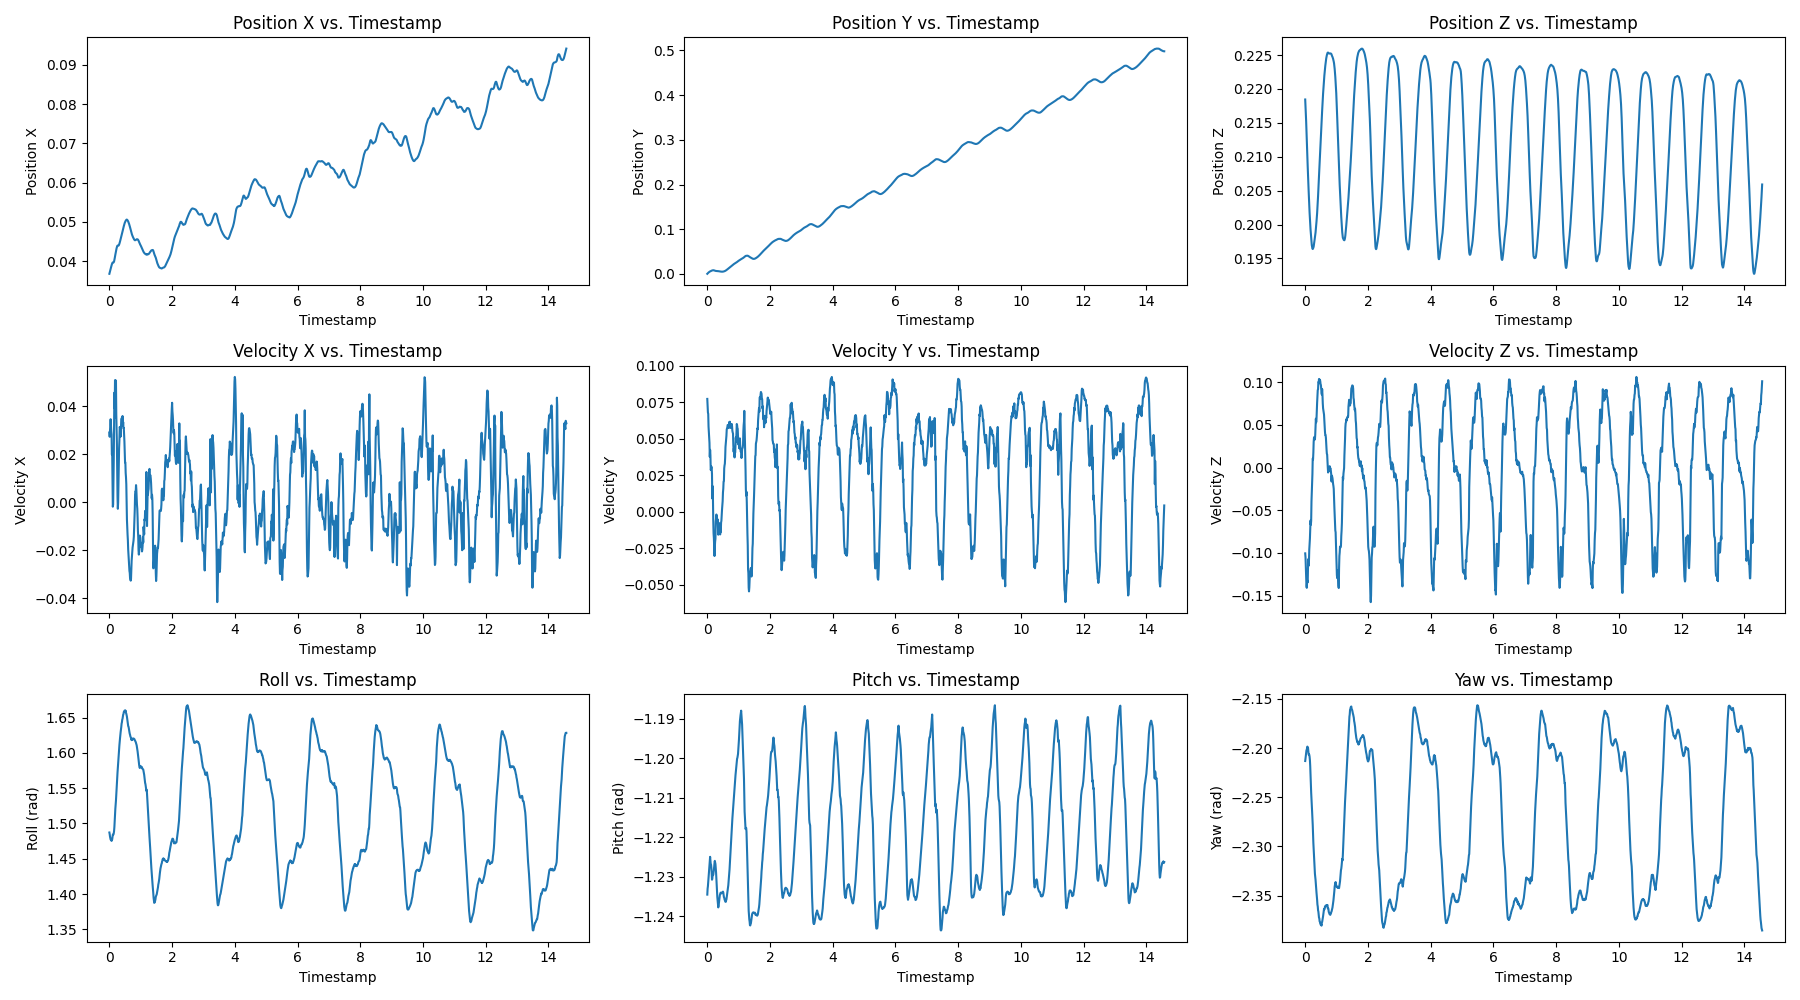 Position X vs. Timestamp
Position X
0.09
0.08
0.07
0.06
0.05
0.04
0 2 4 6 8 10 12 14
Timestamp
Position Y vs. Timestamp
Position Y
0.5
0.4
0.3
0.2
0.1
0.0
0 2 4 6 8 10 12 14
Timestamp
Position Z vs. Timestamp
Position Z
0.225
0.220
0.215
0.210
0.205
0.200
0.195
0 2 4 6 8 10 12 14
Timestamp
Velocity X vs. Timestamp
Velocity X
0.04
0.02
0.00
−0.02
−0.04
0 2 4 6 8 10 12 14
Timestamp
Velocity Y vs. Timestamp
Velocity Y
0.100
0.075
0.050
0.025
0.000
−0.025
−0.050
0 2 4 6 8 10 12 14
Timestamp
Velocity Z vs. Timestamp
Velocity Z
0.10
0.05
0.00
−0.05
−0.10
−0.15
0 2 4 6 8 10 12 14
Timestamp
Roll vs. Timestamp
Roll (rad)
1.65
1.60
1.55
1.50
1.45
1.40
1.35
0 2 4 6 8 10 12 14
Timestamp
Pitch vs. Timestamp
Pitch (rad)
−1.19
−1.20
−1.21
−1.22
−1.23
−1.24
0 2 4 6 8 10 12 14
Timestamp
Yaw vs. Timestamp
Yaw (rad)
−2.15
−2.20
−2.25
−2.30
−2.35
0 2 4 6 8 10 12 14
Timestamp